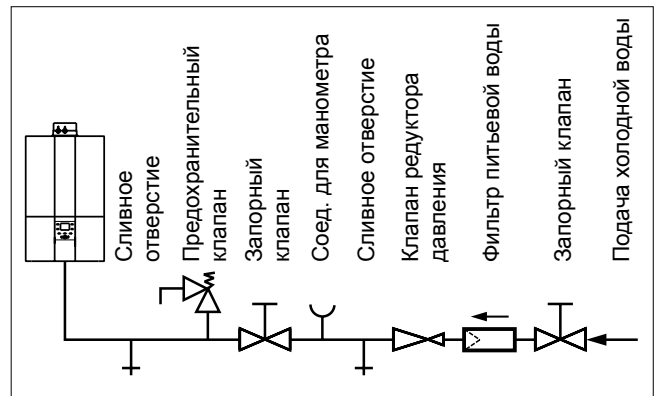 Сливное
отверстие
Предохранительный
клапан
Запорный
клапан
Соед. для манометра
Сливное отверстие
Клапан редуктора
давления
Фильтр питьевой воды
Запорный клапан
Подача холодной воды